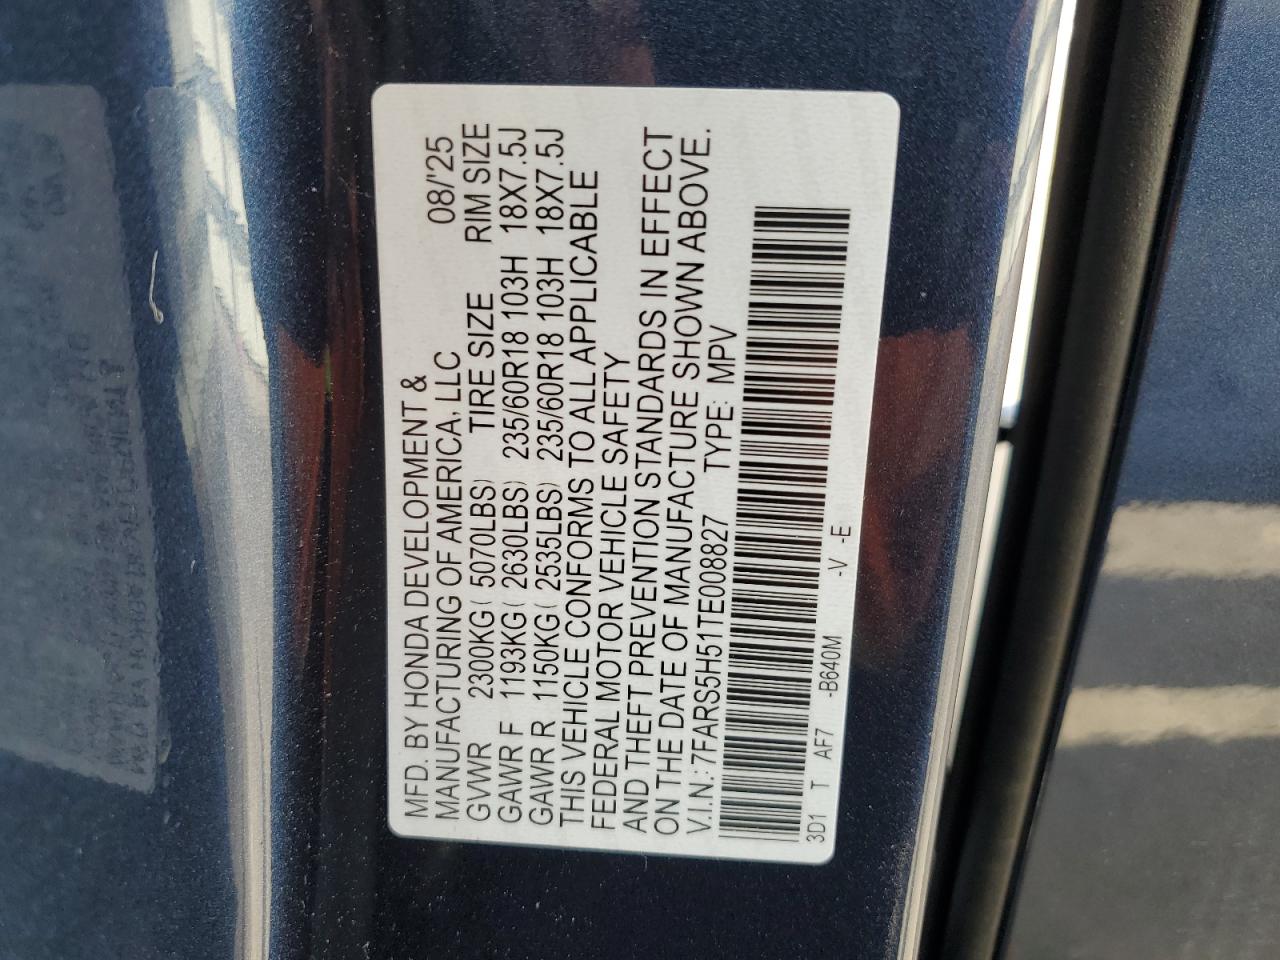 MFD. BY HONDA DEVELOPMENT &
MANUFACTURING OF AMERICA, LLC 08/'25
GVWR 2300KG ( 5070LBS) TIRE SIZE RIM SIZE
GAWR F 1193KG ( 2630LBS) 235/60R18 103H 18X7.5J
GAWR R 1150KG ( 2535LBS) 235/60R18 103H 18X7.5J
THIS VEHICLE CONFORMS TO ALL APPLICABLE
FEDERAL MOTOR VEHICLE SAFETY
AND THEFT PREVENTION STANDARDS IN EFFECT
ON THE DATE OF MANUFACTURE SHOWN ABOVE.
V.I.N.: 7FARS5H51TE008827 TYPE: MPV
3D1 T AF7 -B640M -V -E